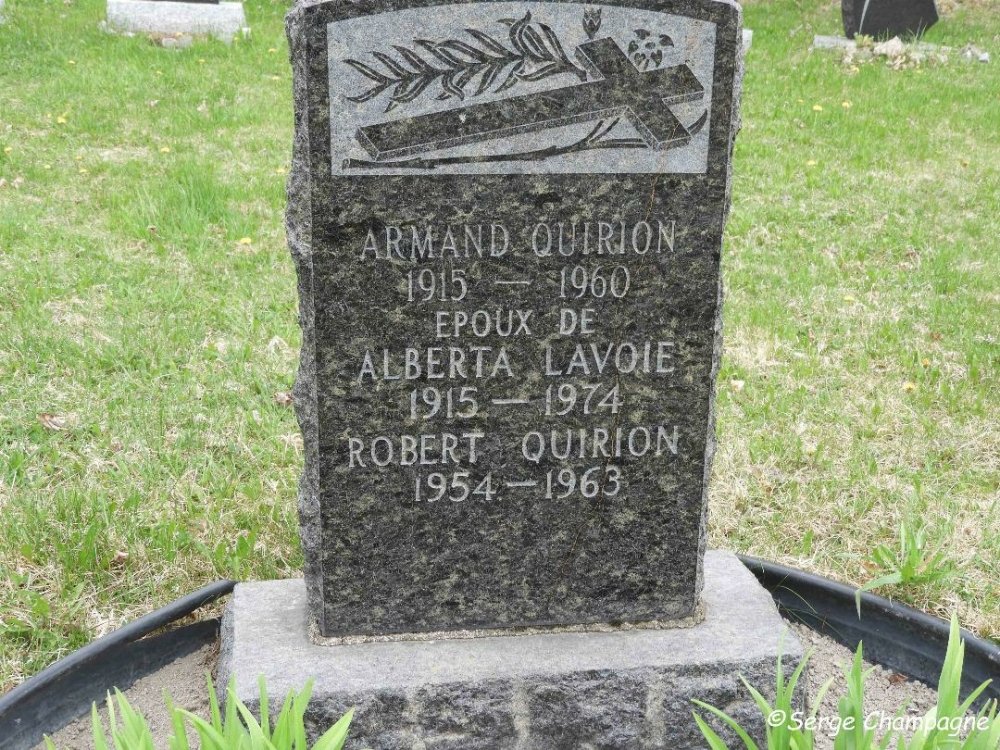 ARMAND QUIRION
1915 — 1960
EPOUX DE
ALBERTA LAVOIE
1915 — 1974
ROBERT QUIRION
1954 — 1963
©Serge Champagne